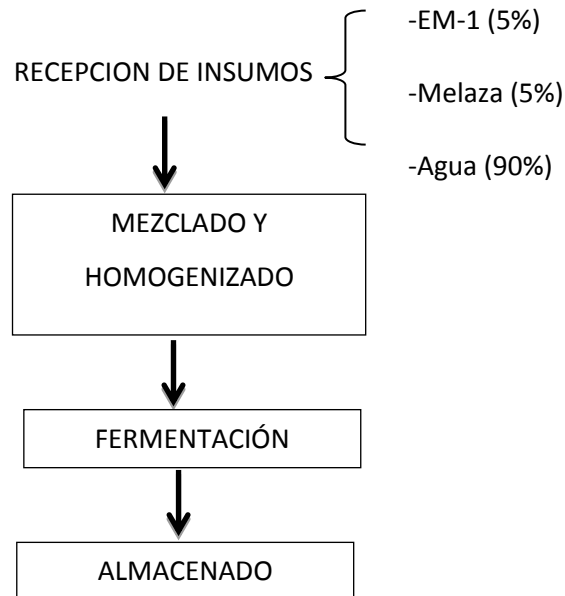 RECEPCION DE INSUMOS
-EM-1 (5%)
-Melaza (5%)
-Agua (90%)
MEZCLADO Y
HOMOGENIZADO
FERMENTACIÓN
ALMACENADO